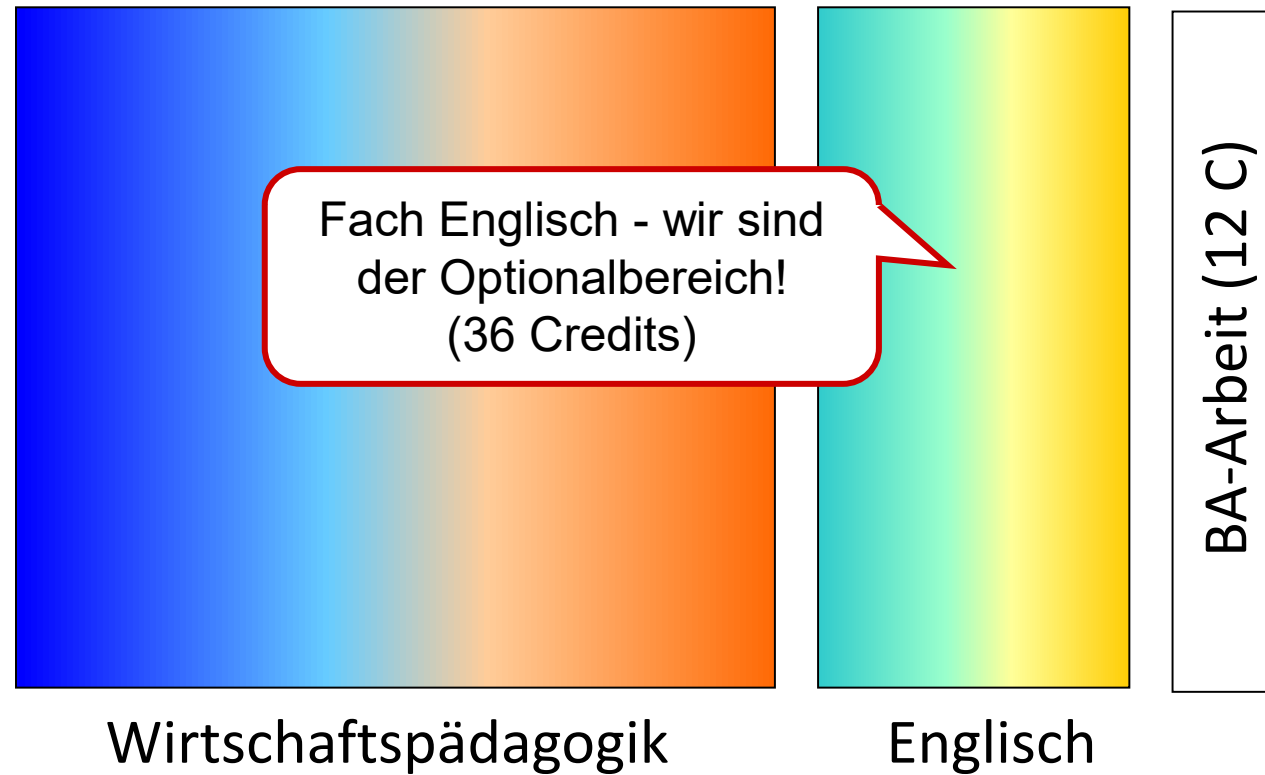 Fach Englisch - wir sind
der Optionalbereich!
(36 Credits)
BA-Arbeit (12 C)
Wirtschaftspädagogik
Englisch